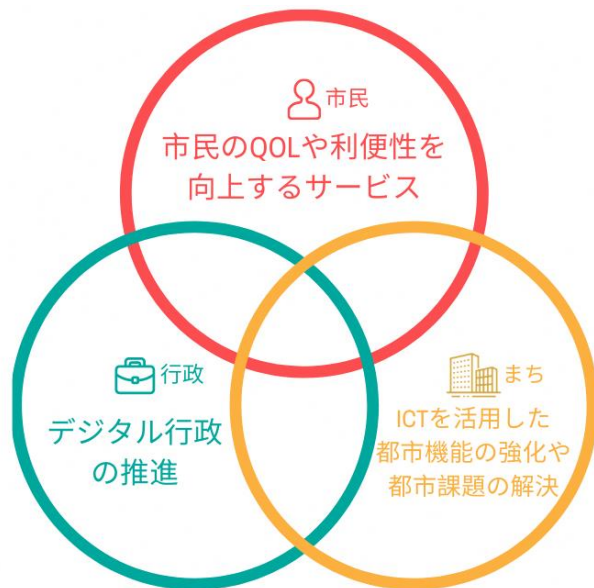 市民
市民のQOLや利便性を
向上するサービス
行政
デジタル行政
の推進
まち
ICTを活用した
都市機能の強化や
都市課題の解決